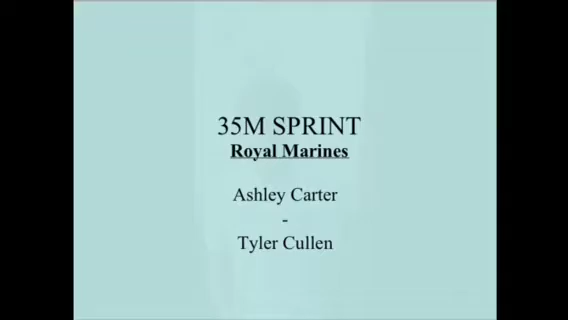 35M SPRINT
Royal Marines
Ashley Carter
-
Tyler Cullen